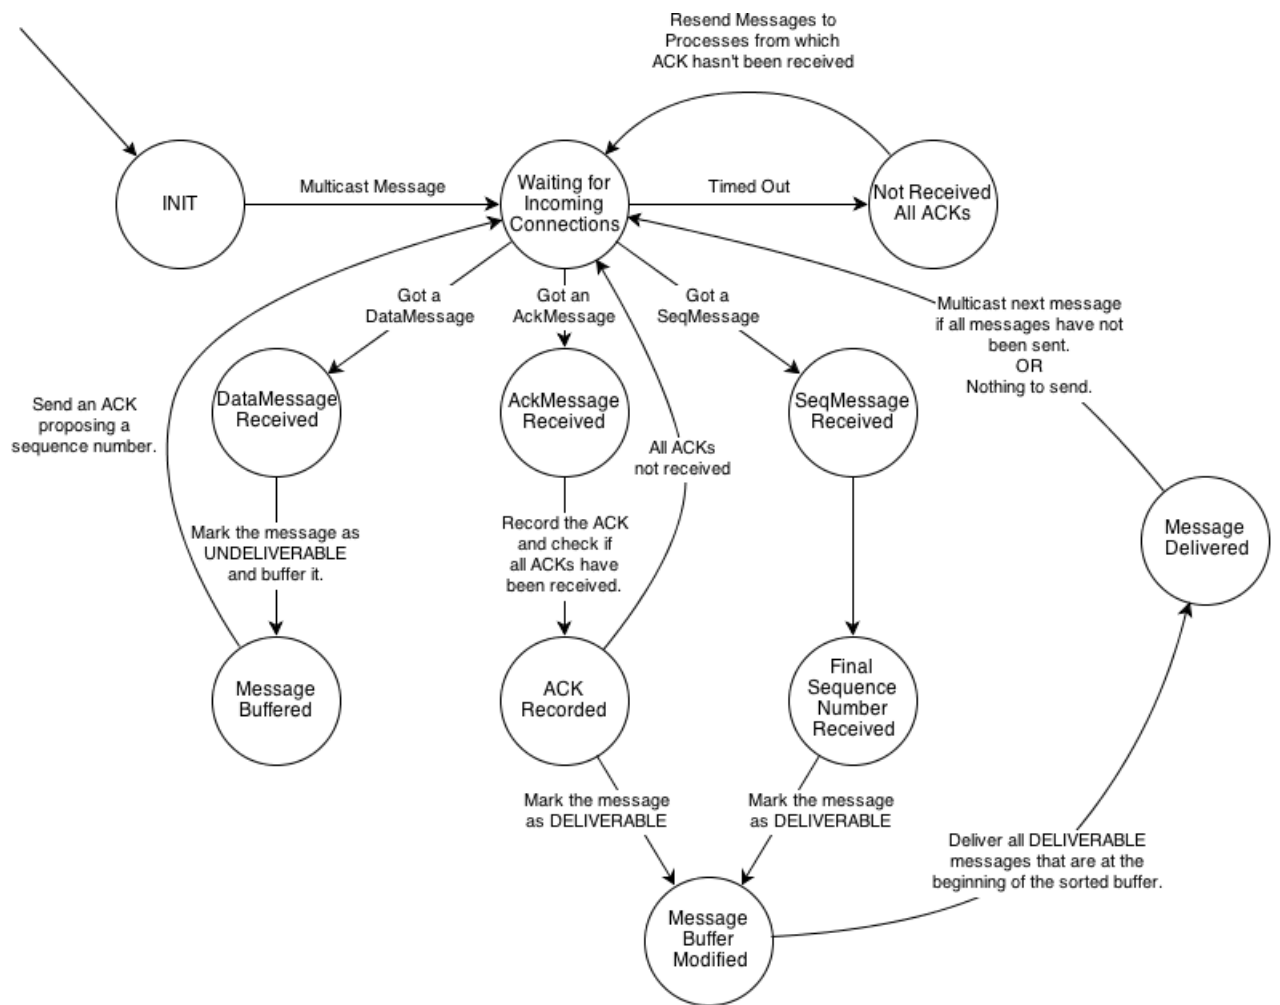 Resend Messages to
Processes from which
ACK hasn't been received
INIT
Multicast Message
Waiting for
Incoming
Connections
Timed Out
Not Received
All ACKs
Got a
DataMessage
Got an
AckMessage
Got a
SeqMessage
Multicast next message
if all messages have not
been sent.
OR
Nothing to send.
Send an ACK
proposing a
sequence number.
DataMessage
Received
AckMessage
Received
All ACKs
not received
SeqMessage
Received
Mark the message as
UNDELIVERABLE
and buffer it.
Record the ACK
and check if
all ACKs have
been received.
Message
Delivered
Message
Buffered
ACK
Recorded
Final
Sequence
Number
Received
Mark the message
as DELIVERABLE
Mark the message
as DELIVERABLE
Deliver all DELIVERABLE
messages that are at the
beginning of the sorted buffer.
Message
Buffer
Modified